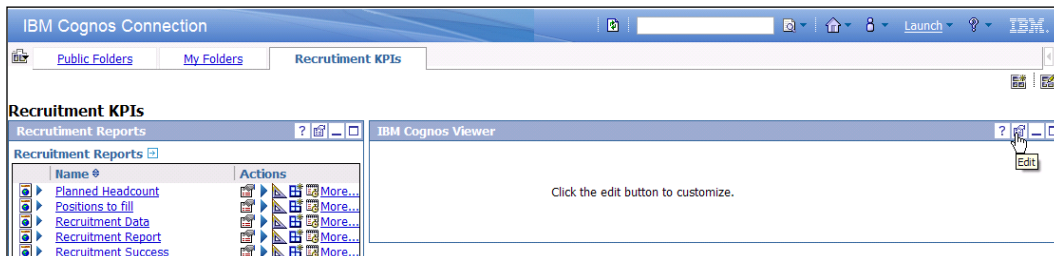 IBM Cognos Connection
Launch
IBM.
Public Folders
My Folders
Recrutiment KPIs
Recruitment KPIs
Recrutiment Reports
?
IBM Cognos Viewer
?
Edit
Recruitment Reports
Name
Actions
Click the edit button to customize.
Planned Headcount
More...
Positions to fill
More...
Recruitment Data
More...
Recruitment Report
More...
Recruitment Success
More...